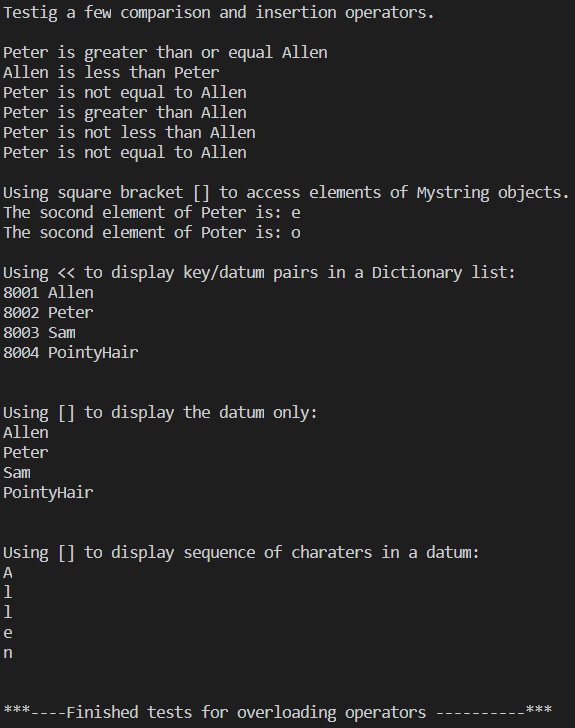 Testig a few comparison and insertion operators.
Peter is greater than or equal Allen
Allen is less than Peter
Peter is not equal to Allen
Peter is greater than Allen
Peter is not less than Allen
Peter is not equal to Allen
Using square bracket [] to access elements of Mystring objects.
The socond element of Peter is: e
The socond element of Poter is: o
Using << to display key/datum pairs in a Dictionary list:
8001 Allen
8002 Peter
8003 Sam
8004 PointyHair
Using [] to display the datum only:
Allen
Peter
Sam
PointyHair
Using [] to display sequence of charaters in a datum:
A
l
l
e
n
***----Finished tests for overloading operators ----------***